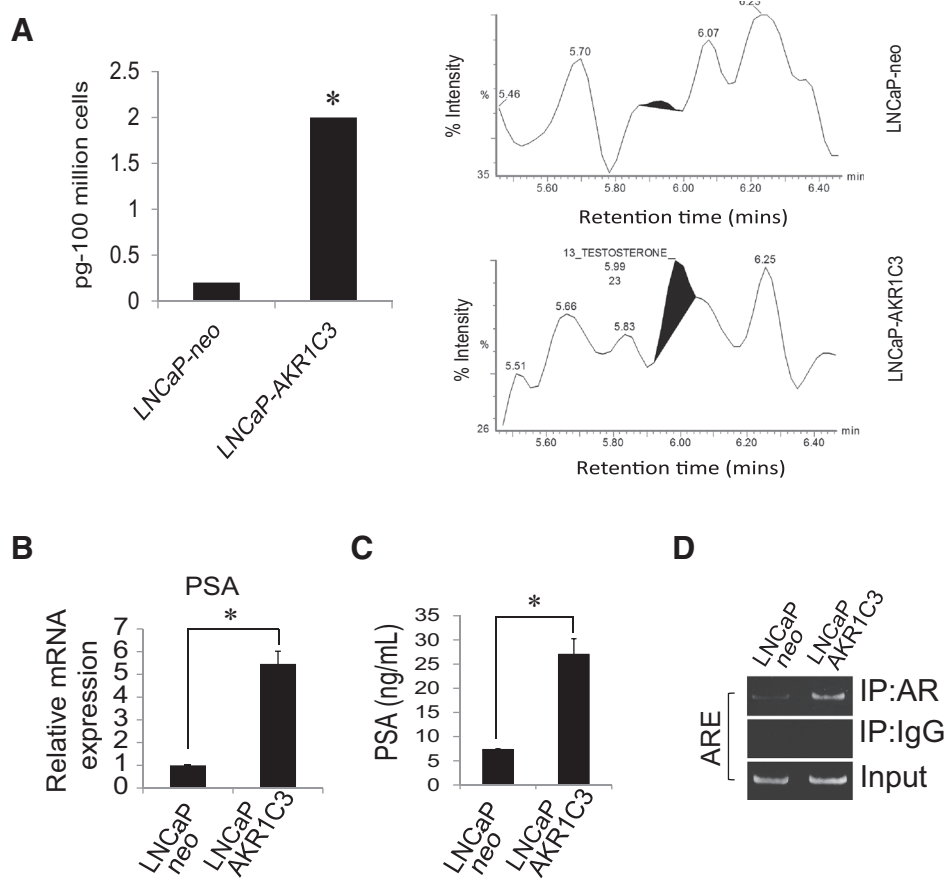 A
pg-100 million cells
2.5
2
1.5
1
0.5
0
*
LNCaP-neo
LNCaP-AKR1C3
% Intensity
%
35
5.46
5.70
6.07
6.23
5.60
5.80
6.00
6.20
6.40
min
Retention time (mins)
LNCaP-neo
% Intensity
%
26
13_TESTOSTERONE_
5.99
23
5.51
5.66
5.83
6.25
5.60
5.80
6.00
6.20
6.40
min
Retention time (mins)
LNCaP-AKR1C3
B
PSA
Relative mRNA
expression
7
6
5
4
3
2
1
0
*
LNCaP
neo
LNCaP
AKR1C3
C
PSA (ng/mL)
35
30
25
20
15
10
5
0
*
LNCaP
neo
LNCaP
AKR1C3
D
LNCaP
neo
LNCaP
AKR1C3
ARE
IP:AR
IP:IgG
Input